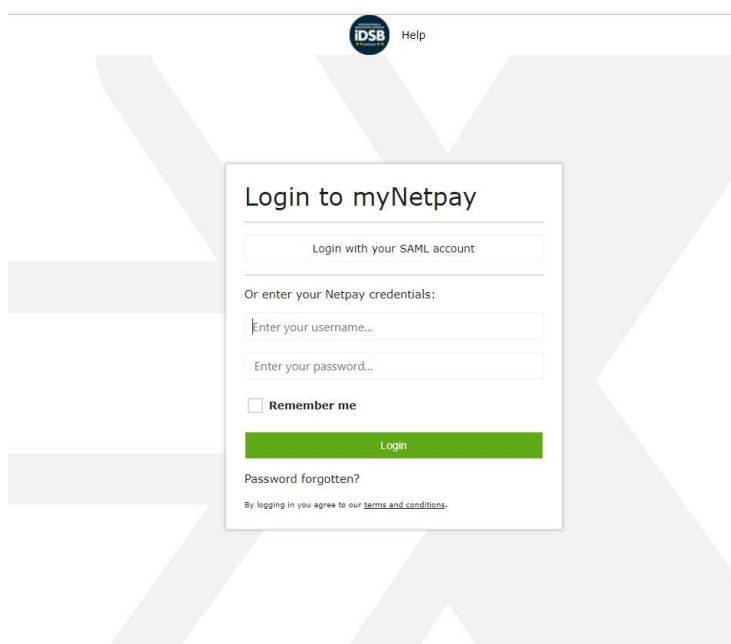 iDSB
Help
Login to myNetpay
Login with your SAML account
Or enter your Netpay credentials:
Enter your username...
Enter your password...
Remember me
Login
Password forgotten?
By logging in you agree to our terms and conditions.